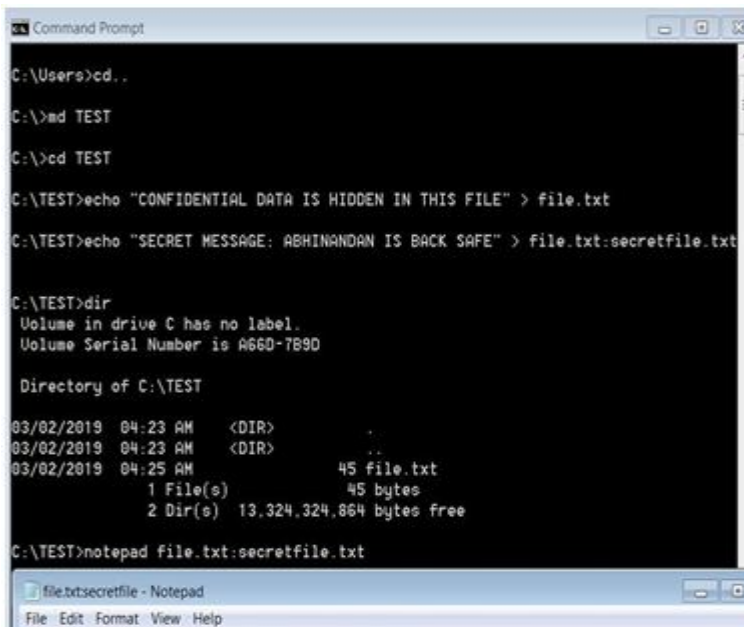 Command Prompt
C:\Users>cd..
C:\>md TEST
C:\>cd TEST
C:\TEST>echo "CONFIDENTIAL DATA IS HIDDEN IN THIS FILE" > file.txt
C:\TEST>echo "SECRET MESSAGE: ABHINANDAN IS BACK SAFE" > file.txt:secretfile.txt
C:\TEST>dir
Volume in drive C has no label.
Volume Serial Number is A66D-7B9D
Directory of C:\TEST
03/02/2019 04:23 AM <DIR> .
03/02/2019 04:23 AM <DIR> ..
03/02/2019 04:25 AM 45 file.txt
1 File(s) 45 bytes
2 Dir(s) 13,324,324,864 bytes free
C:\TEST>notepad file.txt:secretfile.txt
file.txt:secretfile - Notepad
File Edit Format View Help